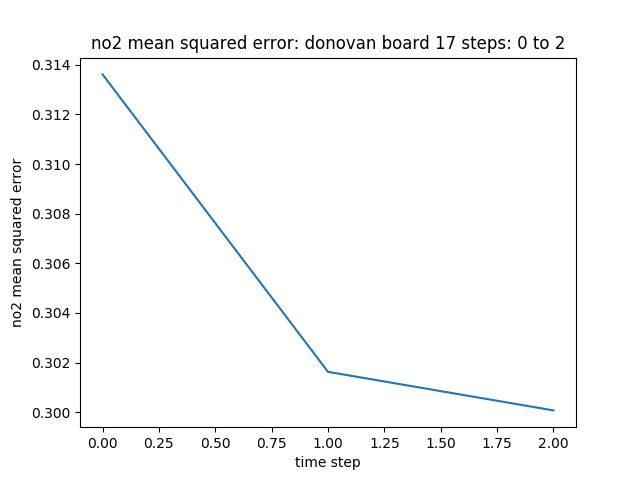 no2 mean squared error: donovan board 17 steps: 0 to 2
0.314
0.312
0.310
0.308
0.306
0.304
0.302
0.300
no2 mean squared error
0.00 0.25 0.50 0.75 1.00 1.25 1.50 1.75 2.00
time step